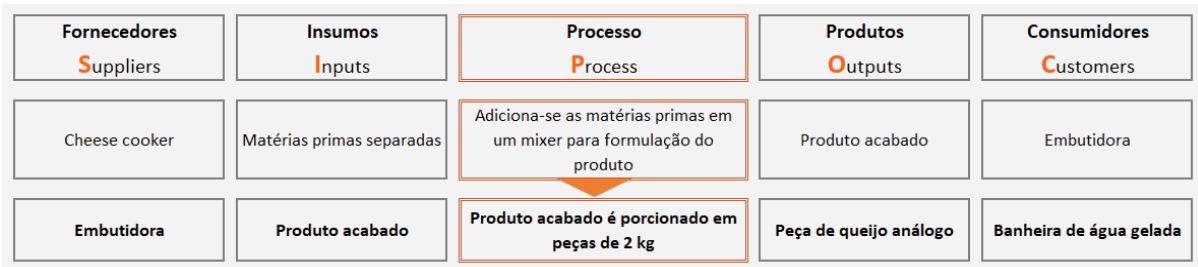 Fornecedores
Suppliers
Insumos
Inputs
Processo
Process
Produtos
Outputs
Consumidores
Customers
Cheese cooker
Matérias primas separadas
Adiciona-se as matérias primas em
um mixer para formulação do
produto
Produto acabado
Embutidora
Embutidora
Produto acabado
Produto acabado é porcionado em
peças de 2 kg
Peça de queijo análogo
Banheira de água gelada